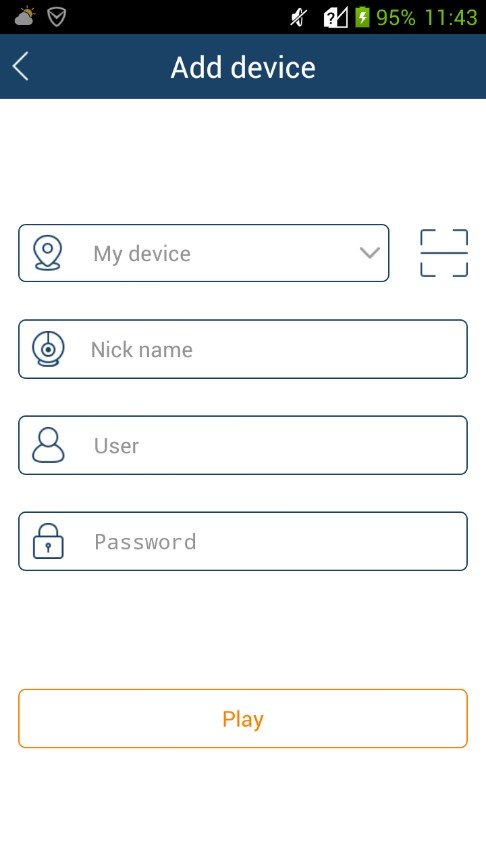 95% 11:43
Add device
My device
Nick name
User
Password
Play